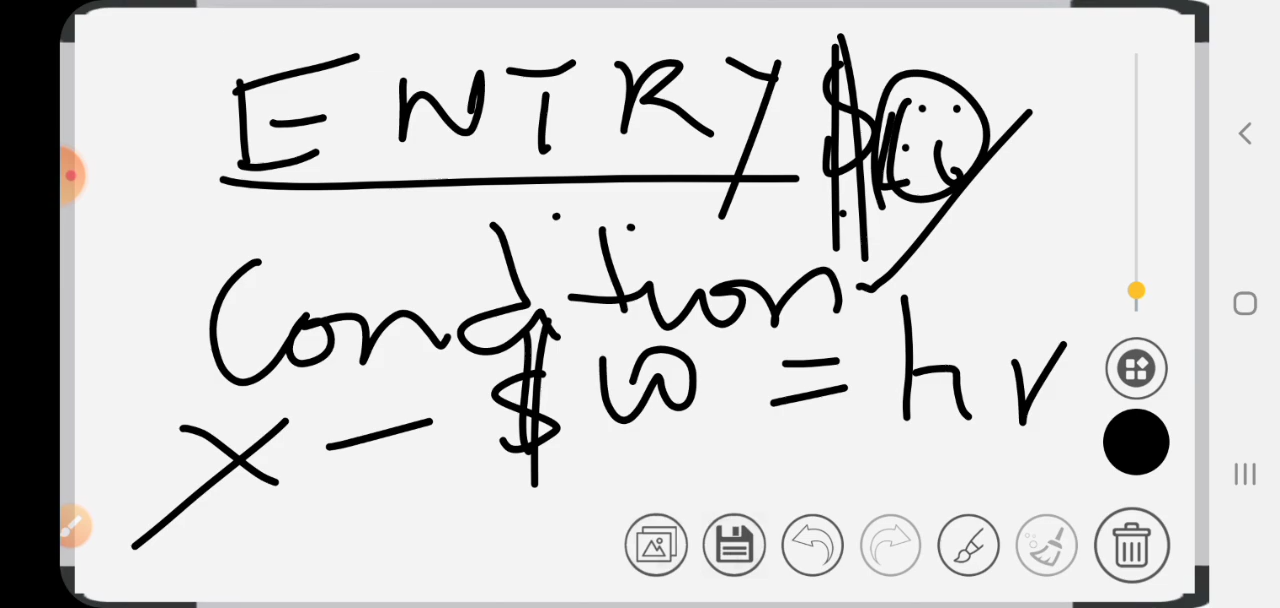 ENTRY $
Condition
X - $ 10 = hr